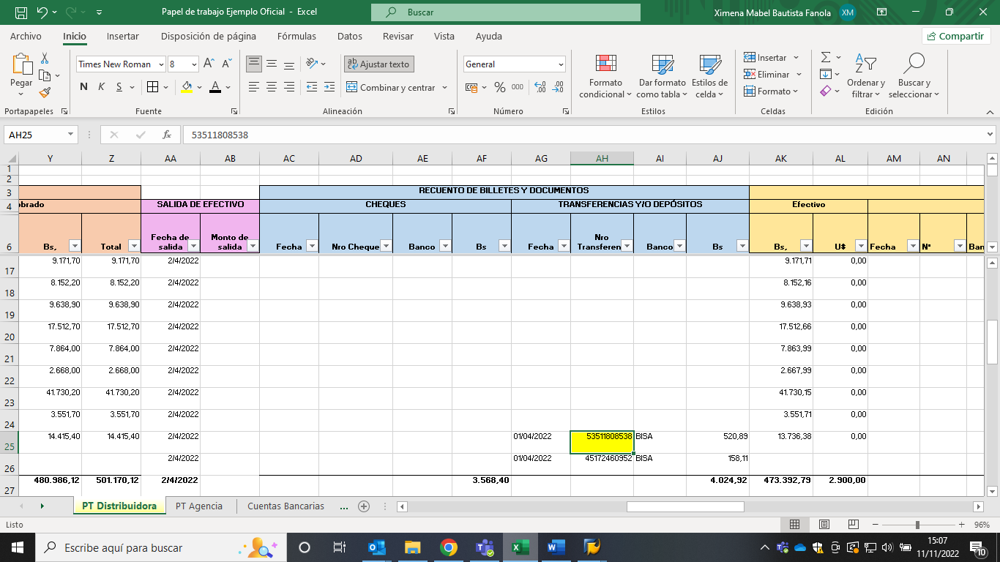 Papel de trabajo Ejemplo Oficial - Excel
Buscar
Ximena Mabel Bautista Fanola XM
Archivo Inicio Insertar Disposición de página Fórmulas Datos Revisar Vista Ayuda Compartir
Pegar
Times New Roman 8
N K S
Ajustar texto
Combinar y centrar
General
% 000
Formato condicional
Dar formato como tabla
Estilos de celda
Insertar
Eliminar
Formato
Ordenar y filtrar
Buscar y seleccionar
Portapapeles Fuente Alineación Número Estilos Celdas Edición
AH25 fx 53511808538
Y Z AA AB AC AD AE AF AG AH AI AJ AK AL AM AN
1
2
3 RECUENTO DE BILLETES Y DOCUMENTOS
4 obrado SALIDA DE EFECTIVO CHEQUES TRANSFERENCIAS Y/O DEPÓSITOS Efectivo
6 Bs, Total Fecha de salida Monto de salida Fecha Nro Cheque Banco Bs Fecha Nro Transferen Banco Bs Bs, U$ Fecha N° Ban
17 9.171,70 9.171,70 2/4/2022 9.171,71 0,00
18 8.152,20 8.152,20 2/4/2022 8.152,16 0,00
19 9.638,90 9.638,90 2/4/2022 9.638,93 0,00
20 17.512,70 17.512,70 2/4/2022 17.512,66 0,00
21 7.864,00 7.864,00 2/4/2022 7.863,99 0,00
22 2.668,00 2.668,00 2/4/2022 2.667,99 0,00
23 41.730,20 41.730,20 2/4/2022 41.730,15 0,00
24 3.551,70 3.551,70 2/4/2022 3.551,71 0,00
25 14.415,40 14.415,40 2/4/2022 01/04/2022 53511808538 BISA 520,89 13.736,38 0,00
26 2/4/2022 01/04/2022 45172460952 BISA 158,11
27 480.986,12 501.170,12 2/4/2022 3.568,40 4.024,92 473.392,79 2.900,00
PT Distribuidora PT Agencia Cuentas Bancarias ...
Listo 96%
Escribe aquí para buscar
15:07
11/11/2022
10